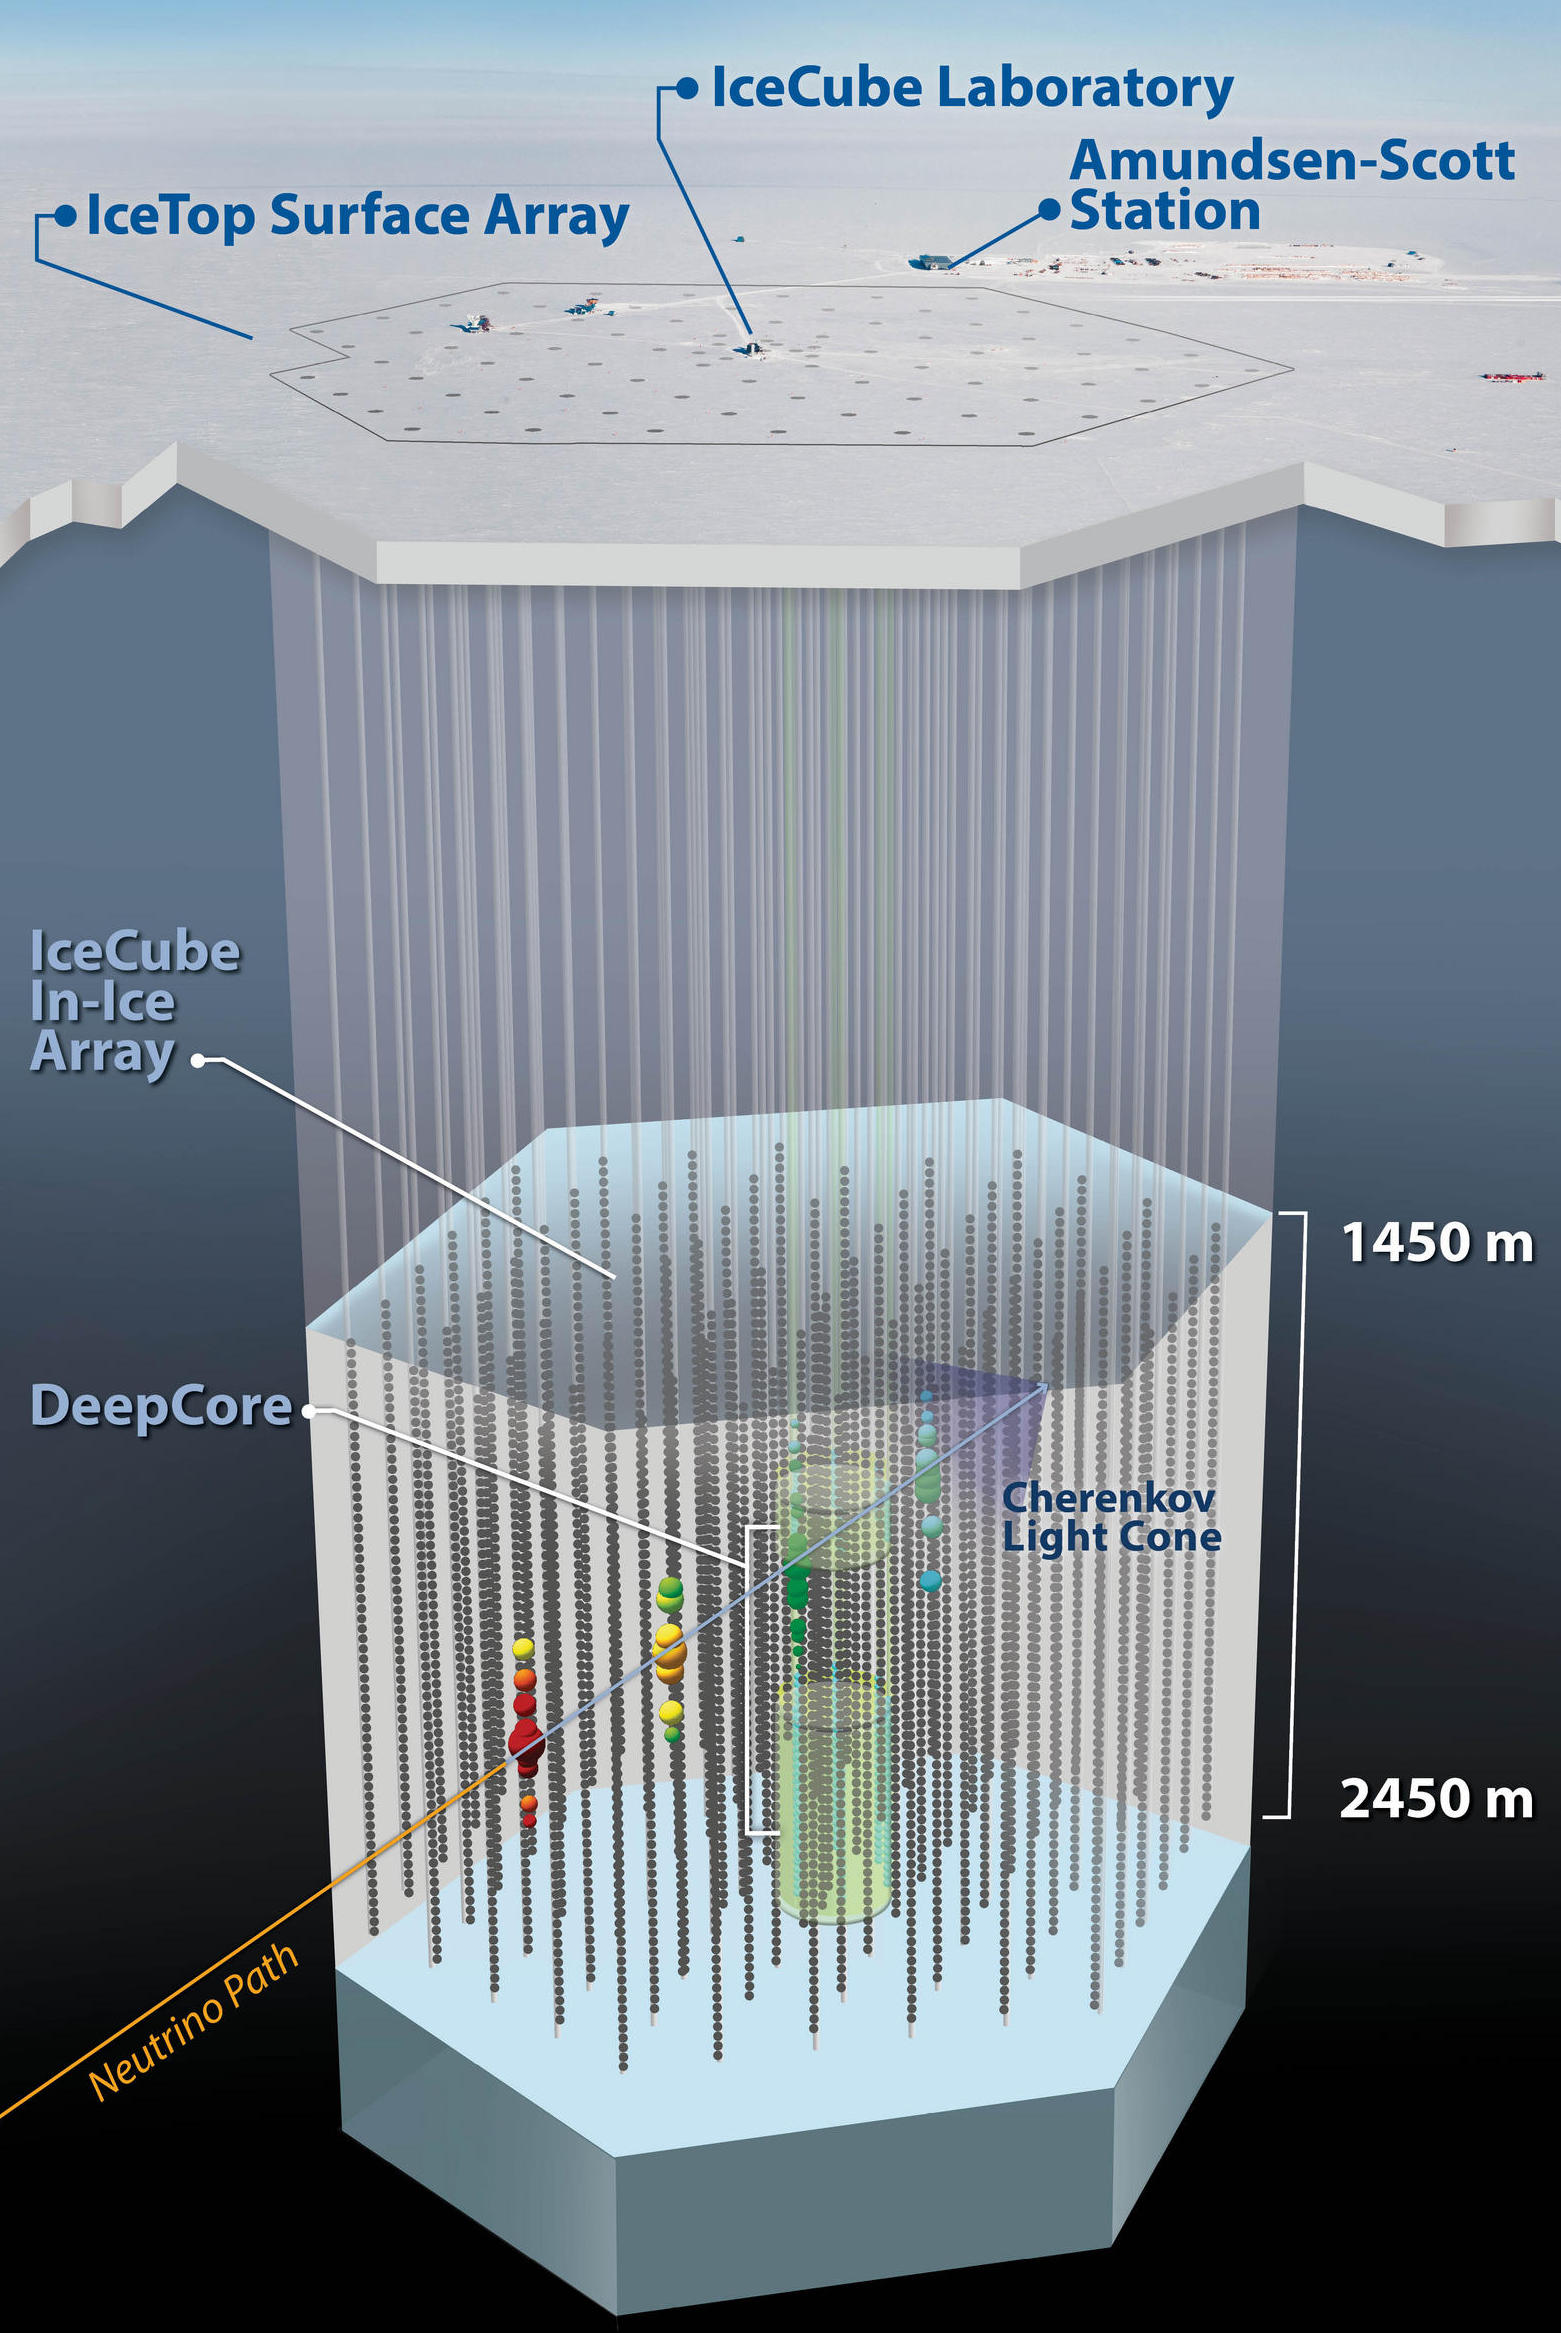 IceCube Laboratory
Amundsen-Scott
Station
IceTop Surface Array
IceCube
In-Ice
Array
1450 m
DeepCore
Cherenkov
Light Cone
2450 m
Neutrino Path